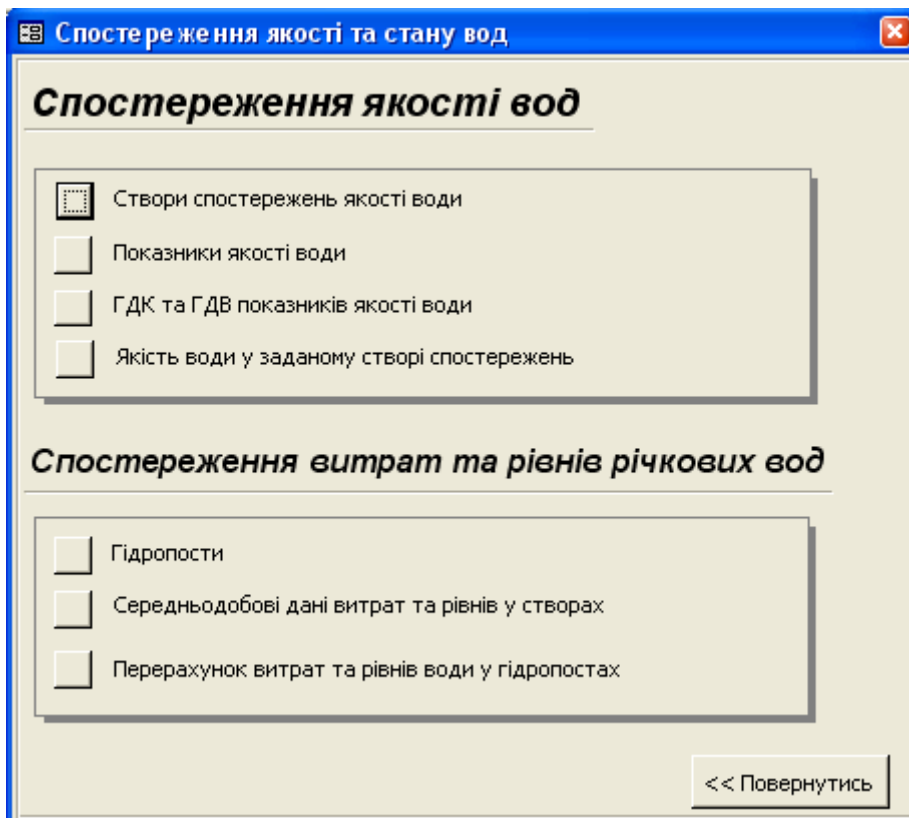 Спостереження якості та стану вод
Спостереження якості вод
Створи спостережень якості води
Показники якості води
ГДК та ГДВ показників якості води
Якість води у заданому створі спостережень
Спостереження витрат та рівнів річкових вод
Гідропости
Середньодобові дані витрат та рівнів у створах
Перерахунок витрат та рівнів води у гідропостах
<< Повернутись